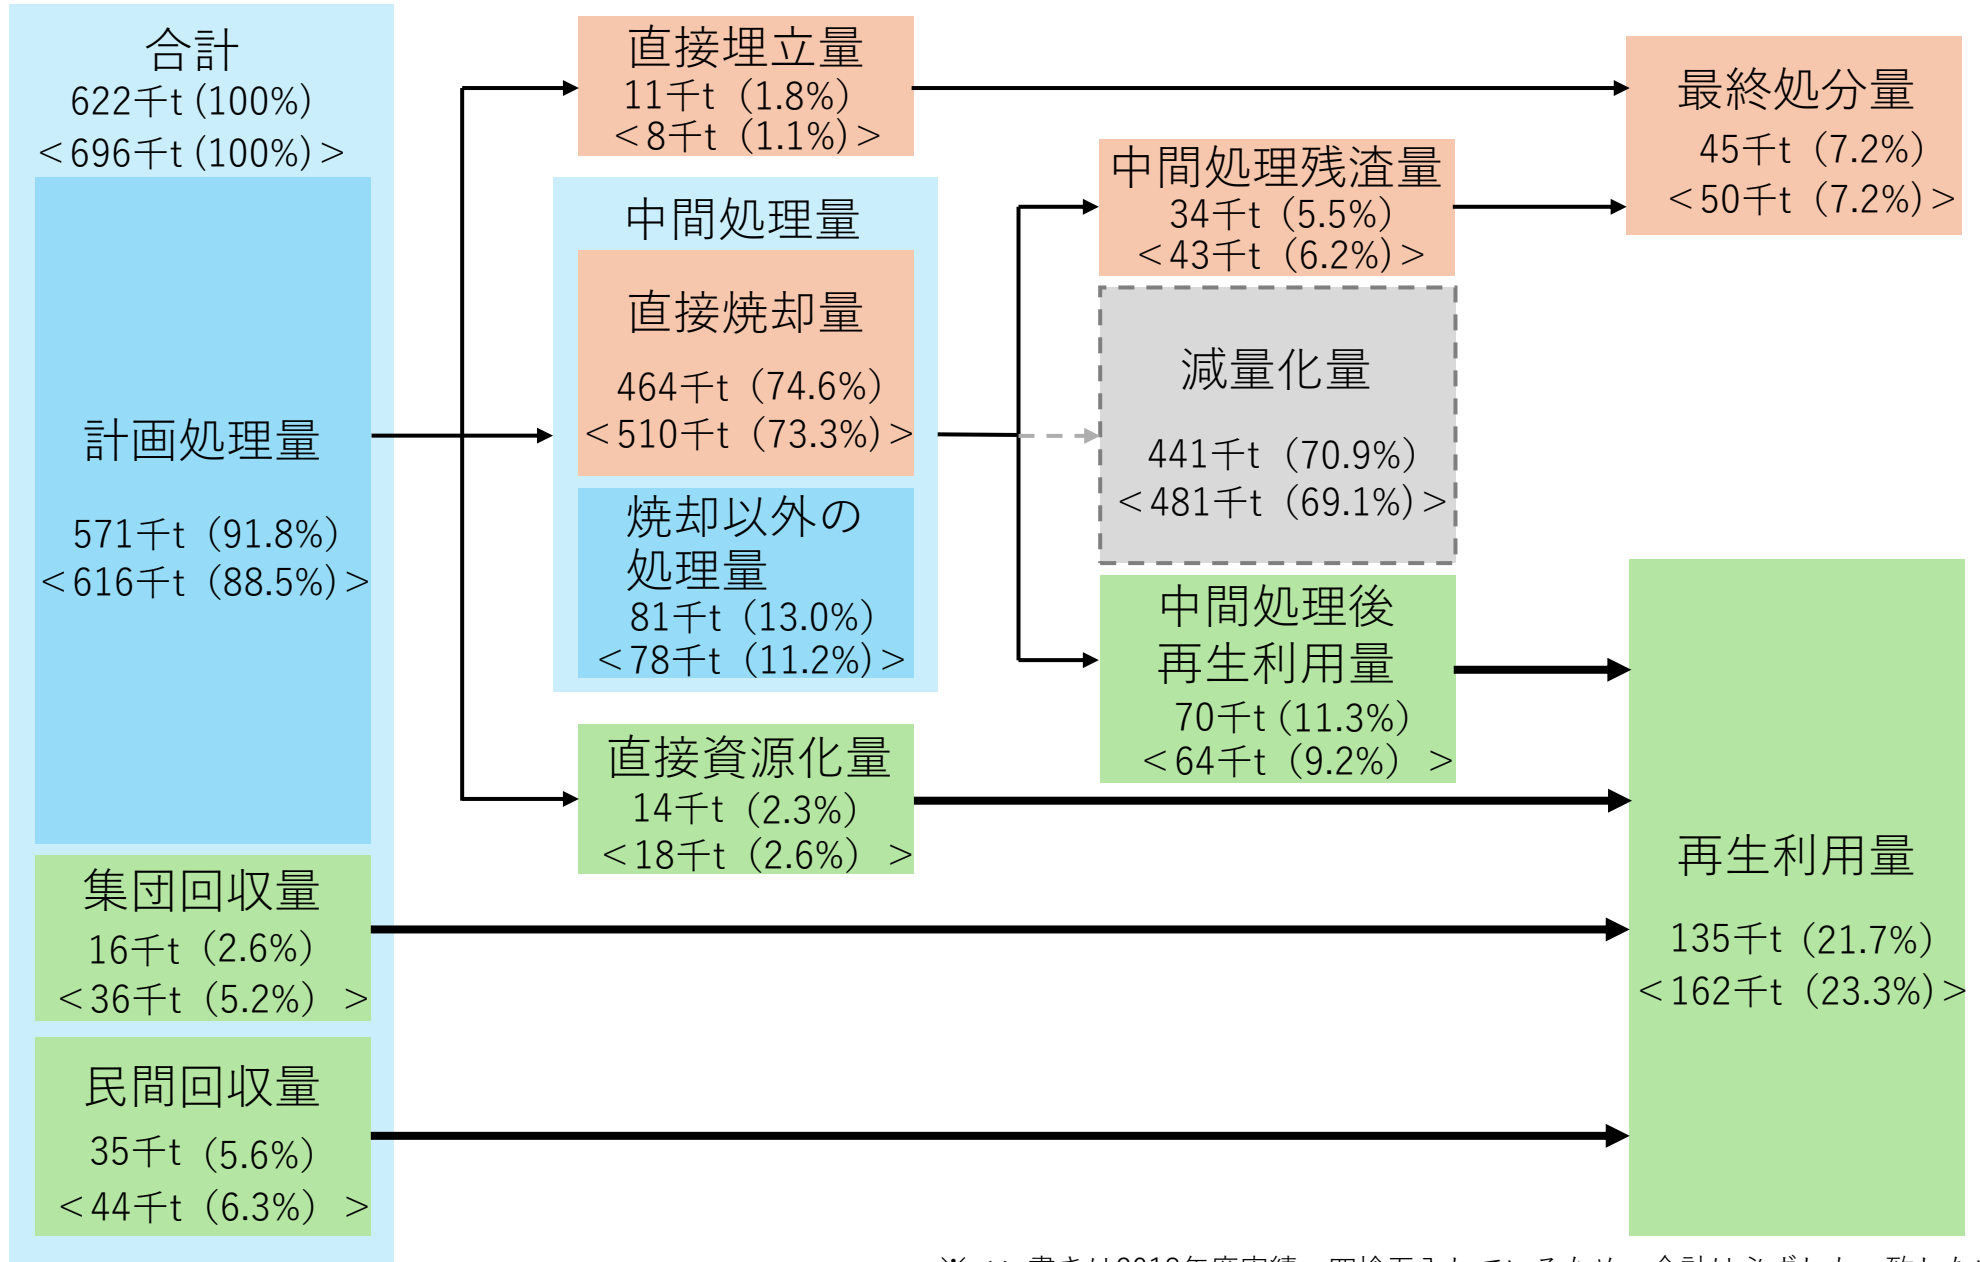 合計
622千t (100%)
＜696千t (100%)＞
計画処理量
571千t（91.8%）
＜616千t（88.5%）＞
集団回収量
16千t（2.6%）
＜36千t（5.2%）＞
民間回収量
35千t（5.6%）
＜44千t（6.3%）＞
直接埋立量
11千t（1.8%）
＜8千t（1.1%）＞
中間処理量
直接焼却量
464千t（74.6%）
＜510千t（73.3%）＞
焼却以外の
処理量
81千t（13.0%）
＜78千t（11.2%）＞
直接資源化量
14千t（2.3%）
＜18千t（2.6%）＞
中間処理残渣量
34千t（5.5%）
＜43千t（6.2%）＞
減量化量
441千t（70.9%）
＜481千t（69.1%）＞
中間処理後
再生利用量
70千t（11.3%）
＜64千t（9.2%）＞
最終処分量
45千t（7.2%）
＜50千t（7.2%）＞
再生利用量
135千t（21.7%）
＜162千t（23.3%）＞